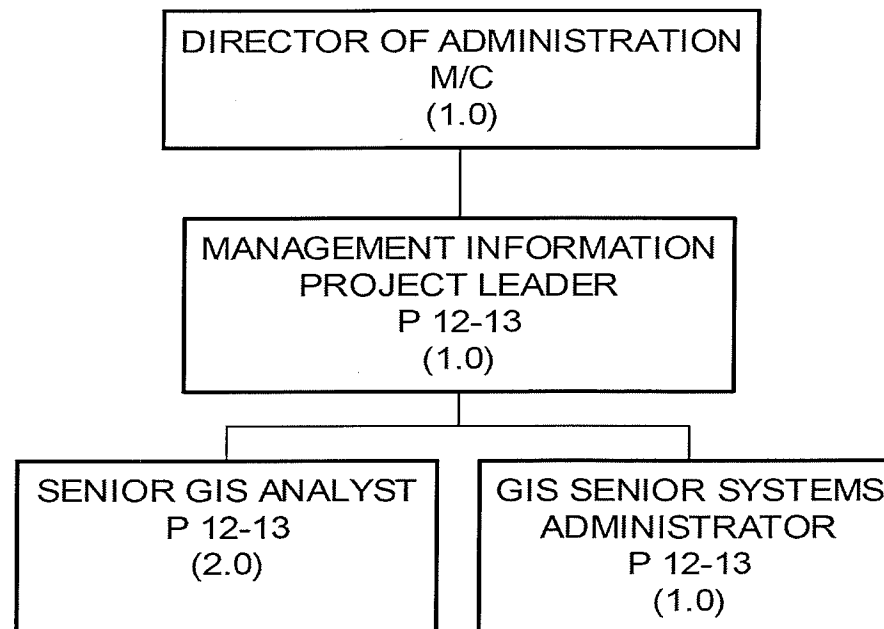 DIRECTOR OF ADMINISTRATION
M/C
(1.0)
MANAGEMENT INFORMATION
PROJECT LEADER
P 12-13
(1.0)
SENIOR GIS ANALYST
P 12-13
(2.0)
GIS SENIOR SYSTEMS
ADMINISTRATOR
P 12-13
(1.0)